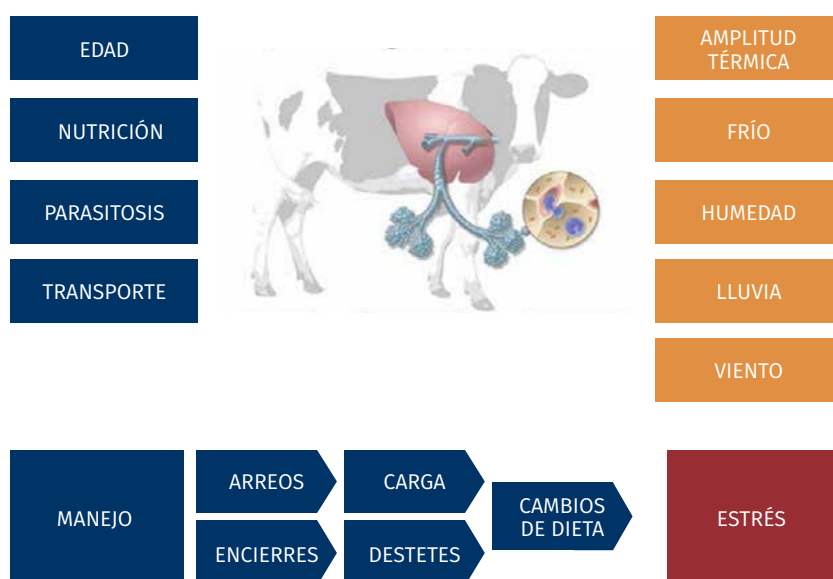 EDAD
NUTRICIÓN
PARASITOSIS
TRANSPORTE
AMPLITUD
TÉRMICA
FRÍO
HUMEDAD
LLUVIA
VIENTO
MANEJO
ARREOS
CARGA
ENCIERRES
DESTETES
CAMBIOS
DE DIETA
ESTRÉS